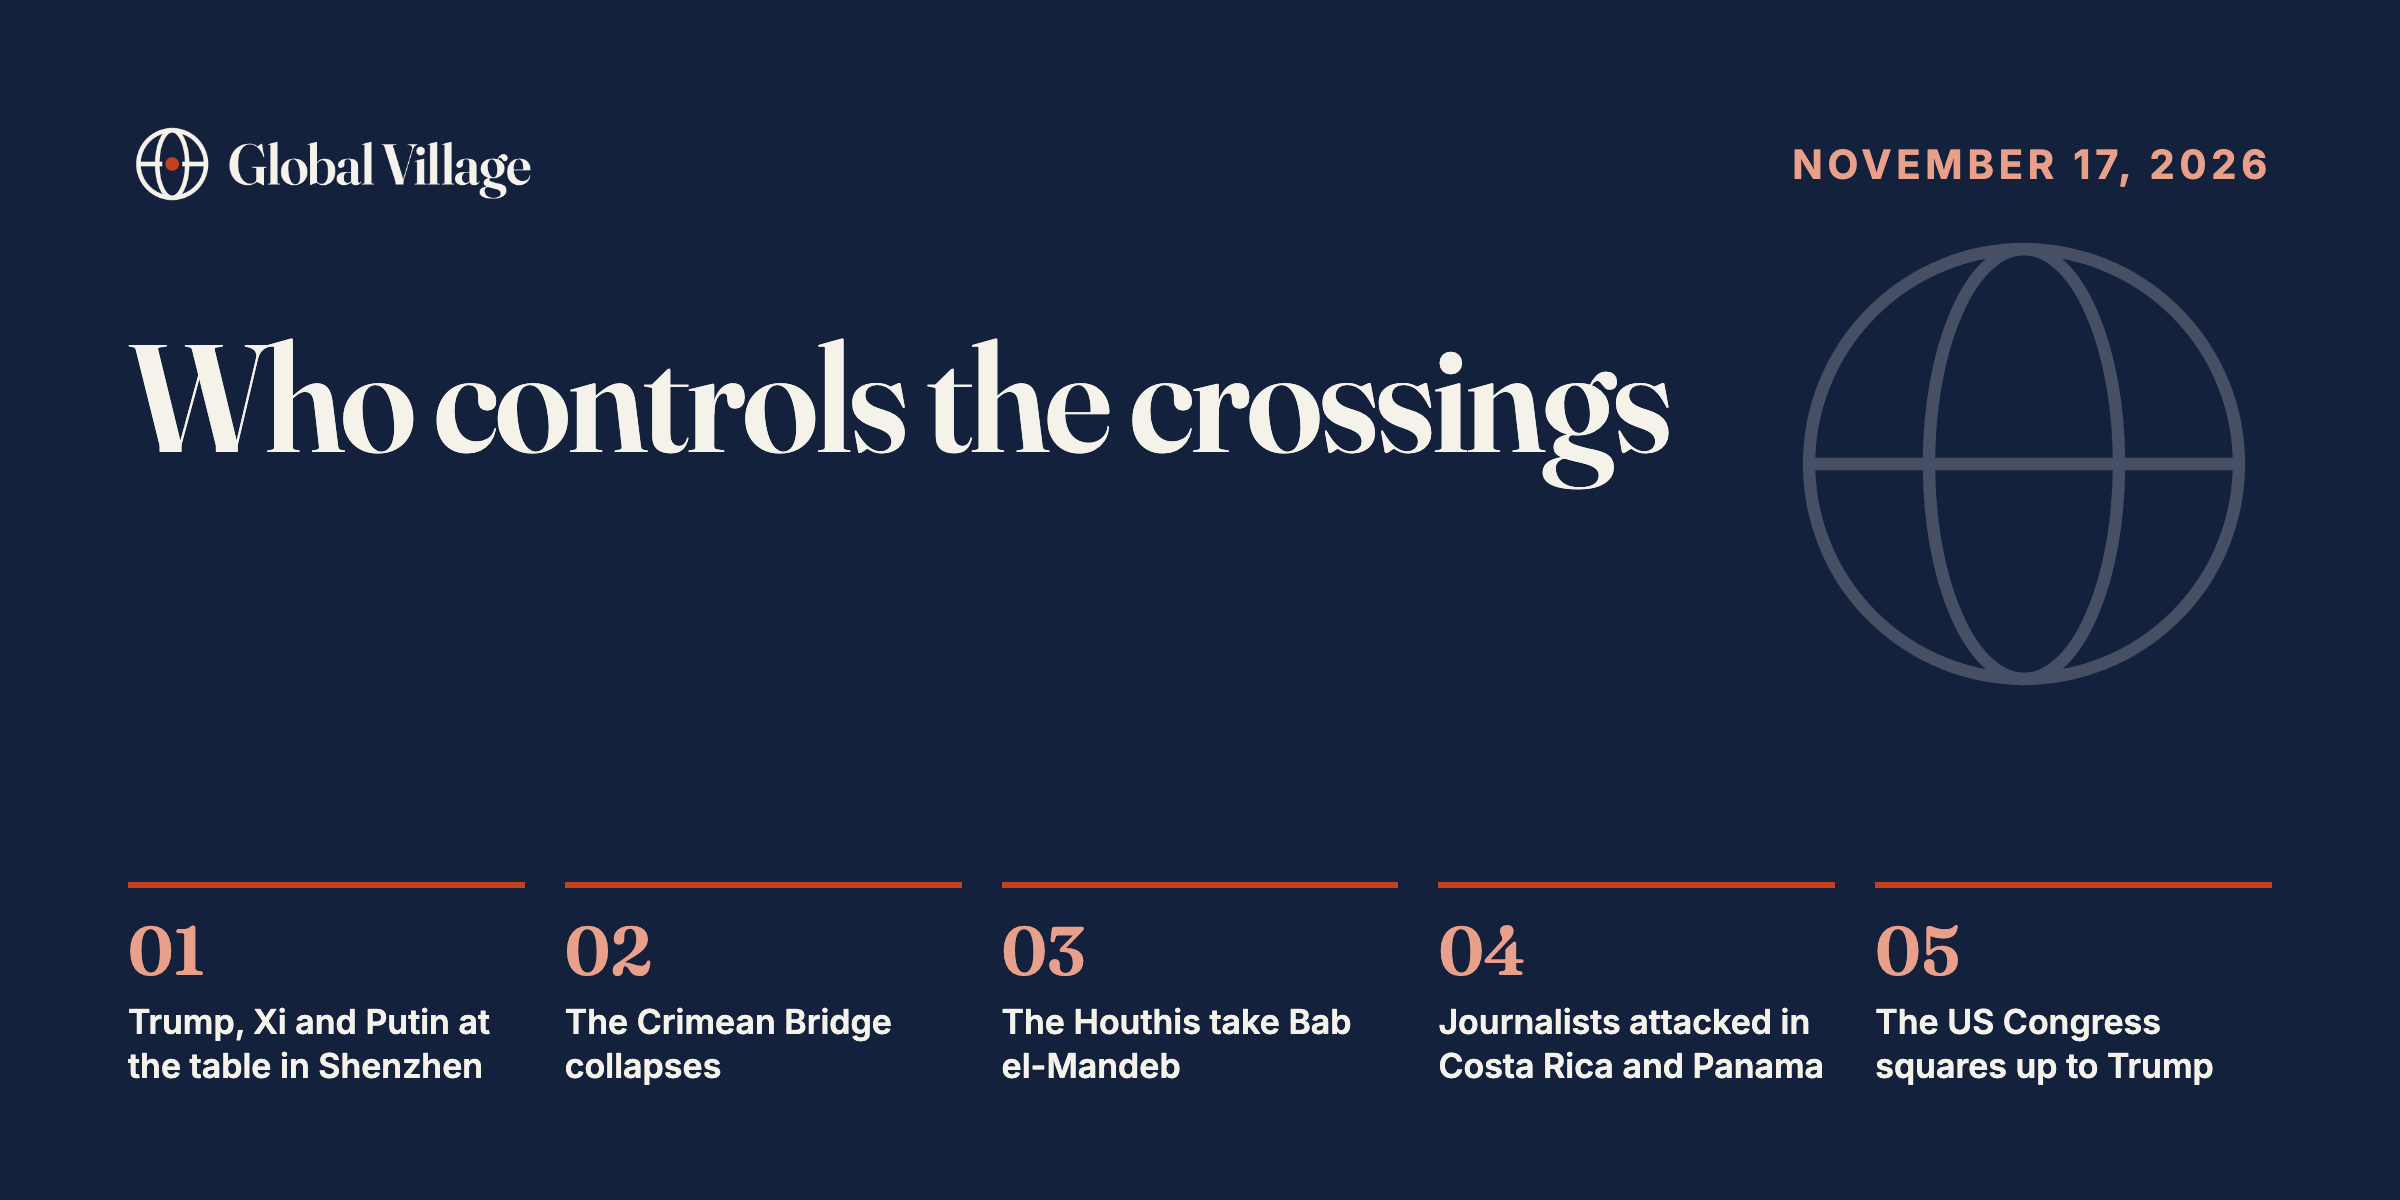 Global Village
NOVEMBER 17, 2026
Who controls the crossings
01
Trump, Xi and Putin at
the table in Shenzhen
02
The Crimean Bridge
collapses
03
The Houthis take Bab
el-Mandeb
04
Journalists attacked in
Costa Rica and Panama
05
The US Congress
squares up to Trump